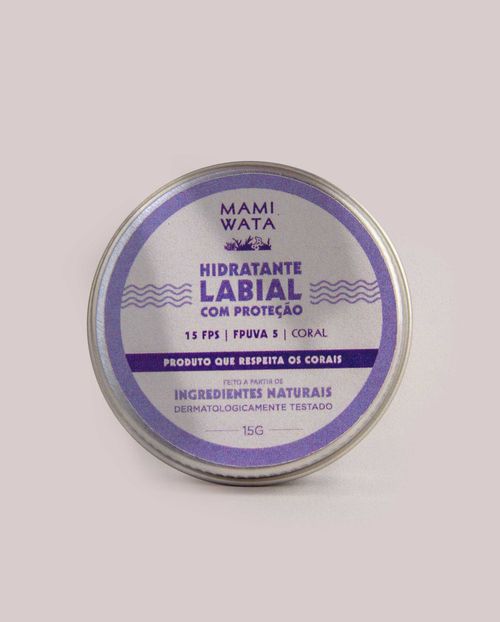 MAMI
WATA
HIDRATANTE
LABIAL
COM PROTEÇÃO
15 FPS | FPUVA 5 | CORAL
PRODUTO QUE RESPEITA OS CORAIS
FEITO A PARTIR DE
INGREDIENTES NATURAIS
DERMATOLOGICAMENTE TESTADO
15G